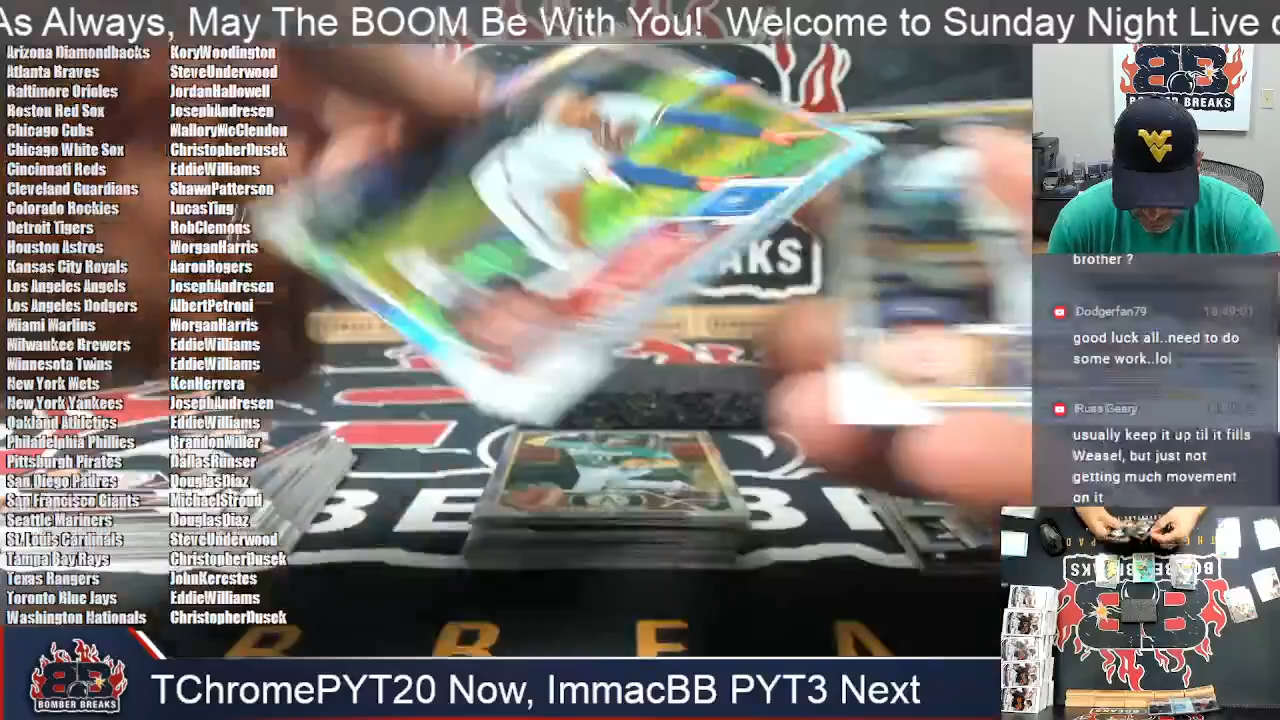 As Always, May The BOOM Be With You!  Welcome to Sunday Night Live
Arizona Diamondbacks KoryWoodington
Atlanta Braves SteveUnderwood
Baltimore Orioles JordanHallowell
Boston Red Sox JosephAndresen
Chicago Cubs MalloryMcClendon
Chicago White Sox ChristopherDusek
Cincinnati Reds EddieWilliams
Cleveland Guardians ShawnPatterson
Colorado Rockies LucasTing
Detroit Tigers RobClemons
Houston Astros MorganHarris
Kansas City Royals AaronRogers
Los Angeles Angels JosephAndresen
Los Angeles Dodgers AlbertPetroni
Miami Marlins MorganHarris
Milwaukee Brewers EddieWilliams
Minnesota Twins EddieWilliams
New York Mets KenHerrera
New York Yankees JosephAndresen
Oakland Athletics EddieWilliams
Philadelphia Phillies BrandonMiller
Pittsburgh Pirates DallasRunser
San Diego Padres DouglasDiaz
San Francisco Giants MichaelStroud
Seattle Mariners DouglasDiaz
St. Louis Cardinals SteveUnderwood
Tampa Bay Rays ChristopherDusek
Texas Rangers JohnKerestes
Toronto Blue Jays EddieWilliams
Washington Nationals ChristopherDusek
BOMBER BREAKS
WV
brother ?
Dodgerfan79 18:49:01
good luck all..need to do
some work..lol
Russ Geary
usually keep it up til it fills
Weasel, but just not
getting much movement
on it
BB
BOMBER BREAKS
TChromePYT20 Now, ImmacBB PYT3 Next